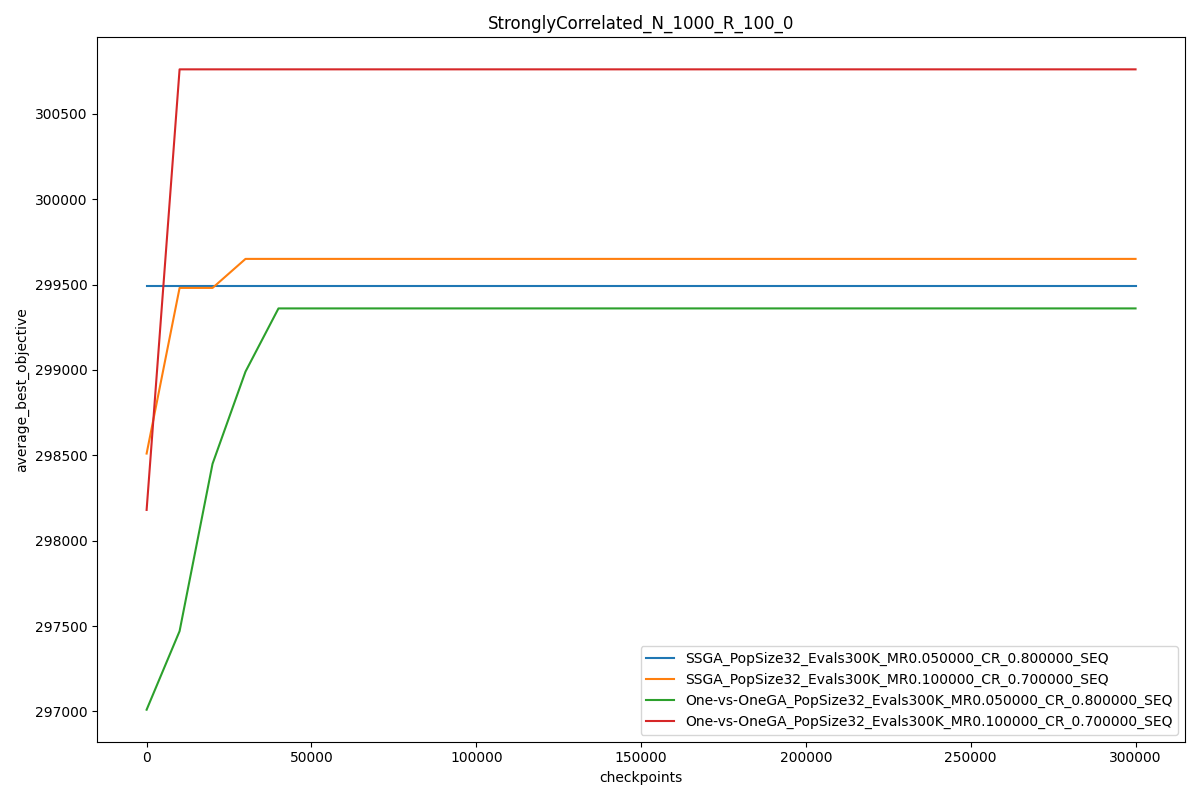 StronglyCorrelated_N_1000_R_100_0
300500
300000
299500
299000
298500
298000
297500
297000
average_best_objective
0
50000
100000
150000
200000
250000
300000
checkpoints
SSGA_PopSize32_Evals300K_MR0.050000_CR_0.800000_SEQ
SSGA_PopSize32_Evals300K_MR0.100000_CR_0.700000_SEQ
One-vs-OneGA_PopSize32_Evals300K_MR0.050000_CR_0.800000_SEQ
One-vs-OneGA_PopSize32_Evals300K_MR0.100000_CR_0.700000_SEQ